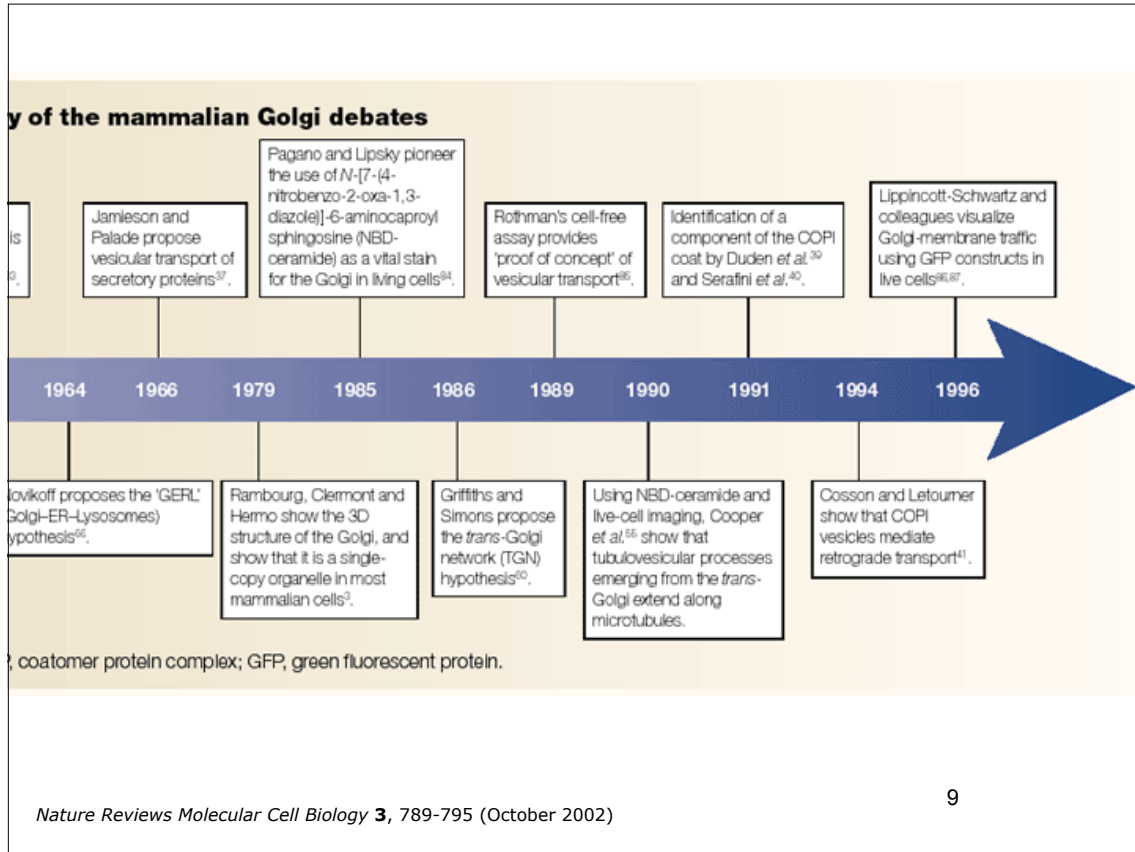 y of the mammalian Golgi debates
is
Jamieson and
Palade propose
vesicular transport of
secretory proteins37.
Pagano and Lipsky pioneer
the use of N-[7-(4-
nitrobenzo-2-oxa-1,3-
diazole)]-6-aminocaproyl
sphingosine (NBD-
ceramide) as a vital stain
for the Golgi in living cells84.
Rothman's cell-free
assay provides
'proof of concept' of
vesicular transport85.
Identification of a
component of the COPI
coat by Duden et al.39
and Serafini et al.40.
Lippincott-Schwartz and
colleagues visualize
Golgi-membrane traffic
using GFP constructs in
live cells86,87.
1964 1966 1979 1985 1986 1989 1990 1991 1994 1996
ovikoff proposes the 'GERL'
Golgi–ER–Lysosomes)
ypothesis66.
Rambourg, Clermont and
Hermo show the 3D
structure of the Golgi, and
show that it is a single-
copy organelle in most
mammalian cells3.
Griffiths and
Simons propose
the trans-Golgi
network (TGN)
hypothesis60.
Using NBD-ceramide and
live-cell imaging, Cooper
et al.55 show that
tubulovesicular processes
emerging from the trans-
Golgi extend along
microtubules.
Cosson and Letourner
show that COPI
vesicles mediate
retrograde transport41.
, coatomer protein complex; GFP, green fluorescent protein.
Nature Reviews Molecular Cell Biology 3, 789-795 (October 2002)
9